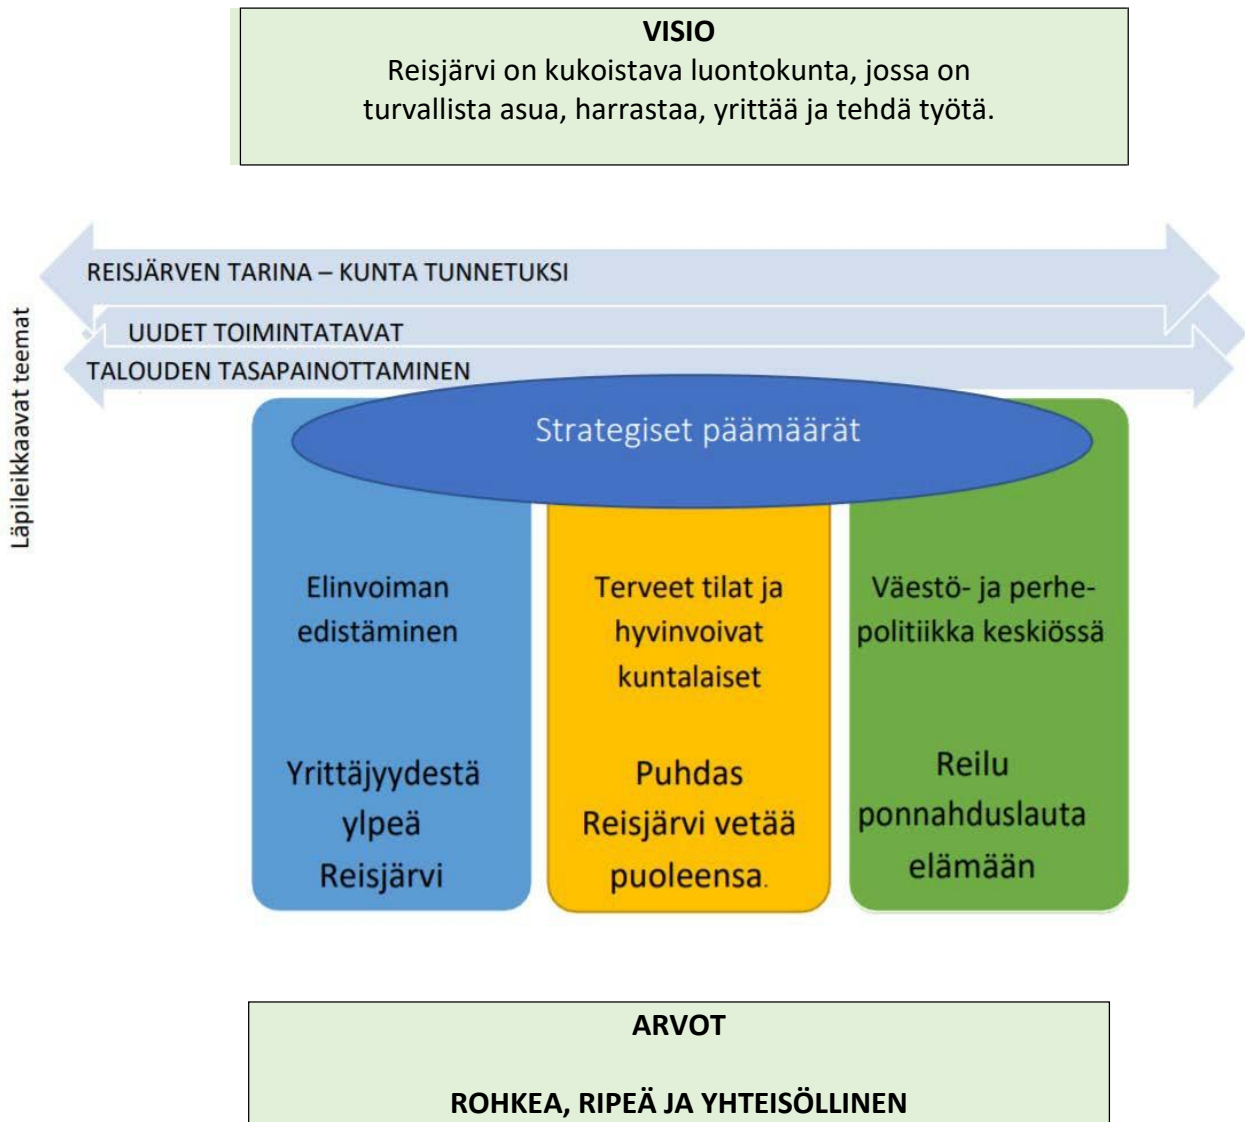 VISIO
Reisjärvi on kukoistava luontokunta, jossa on
turvallista asua, harrastaa, yrittää ja tehdä työtä.
Läpileikkaavat teemat
REISJÄRVEN TARINA – KUNTA TUNNETUKSI
UUDET TOIMINTATAVAT
TALOUDEN TASAPAINOTTAMINEN
Strategiset päämäärät
Elinvoiman
edistäminen
Yrittäjyydestä
ylpeä
Reisjärvi
Terveet tilat ja
hyvinvoivat
kuntalaiset
Puhdas
Reisjärvi vetää
puoleensa.
Väestö- ja perhe-
politiikka keskiössä
Reilu
ponnahduslauta
elämään
ARVOT
ROHKEA, RIPEÄ JA YHTEISÖLLINEN